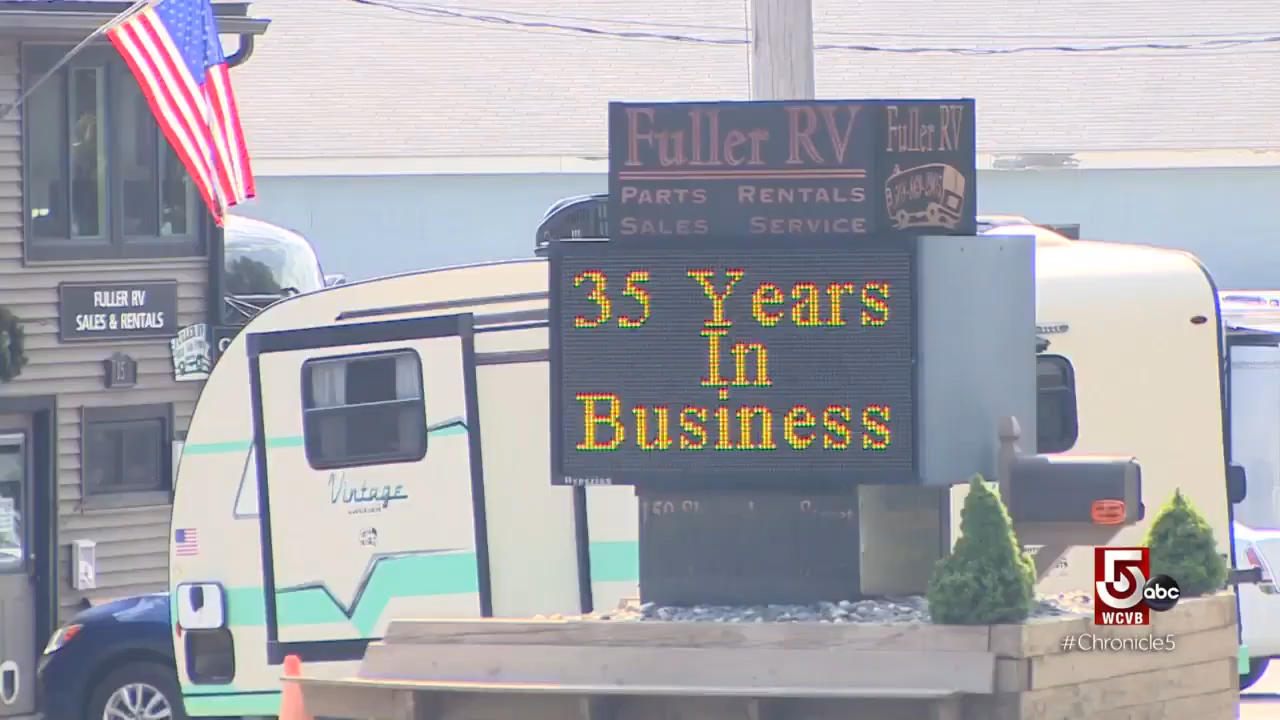 Fuller RV
PARTS RENTALS
SALES SERVICE
Fuller RV
35 Years
In
Business
FULLER RV
SALES & RENTALS
15
Vintage
5
abc
WCVB
#Chronicle5